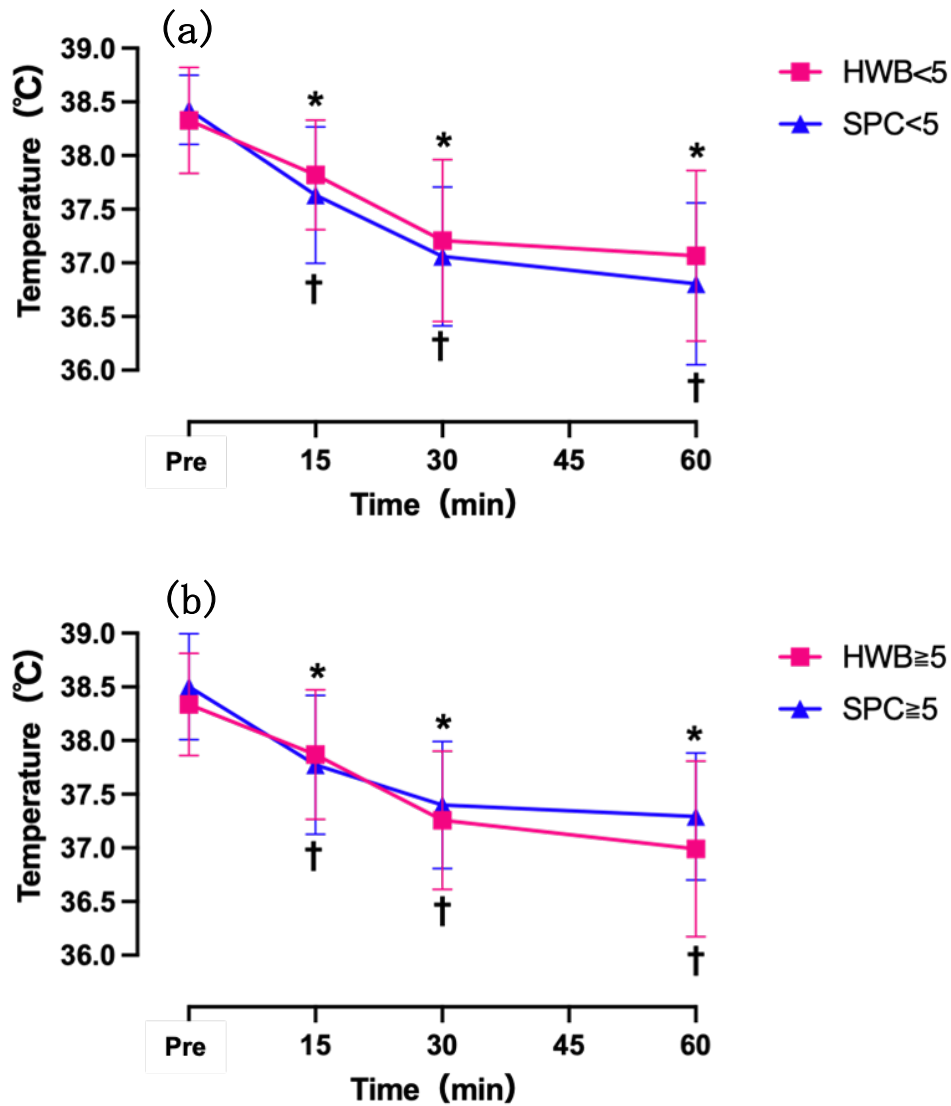 (a)
39.0
38.5
38.0
37.5
37.0
36.5
36.0
Temperature (℃)
* * *
† † †
Pre 15 30 45 60
Time (min)
HWB<5
SPC<5
(b)
39.0
38.5
38.0
37.5
37.0
36.5
36.0
Temperature (℃)
* * *
† † †
Pre 15 30 45 60
Time (min)
HWB≧5
SPC≧5